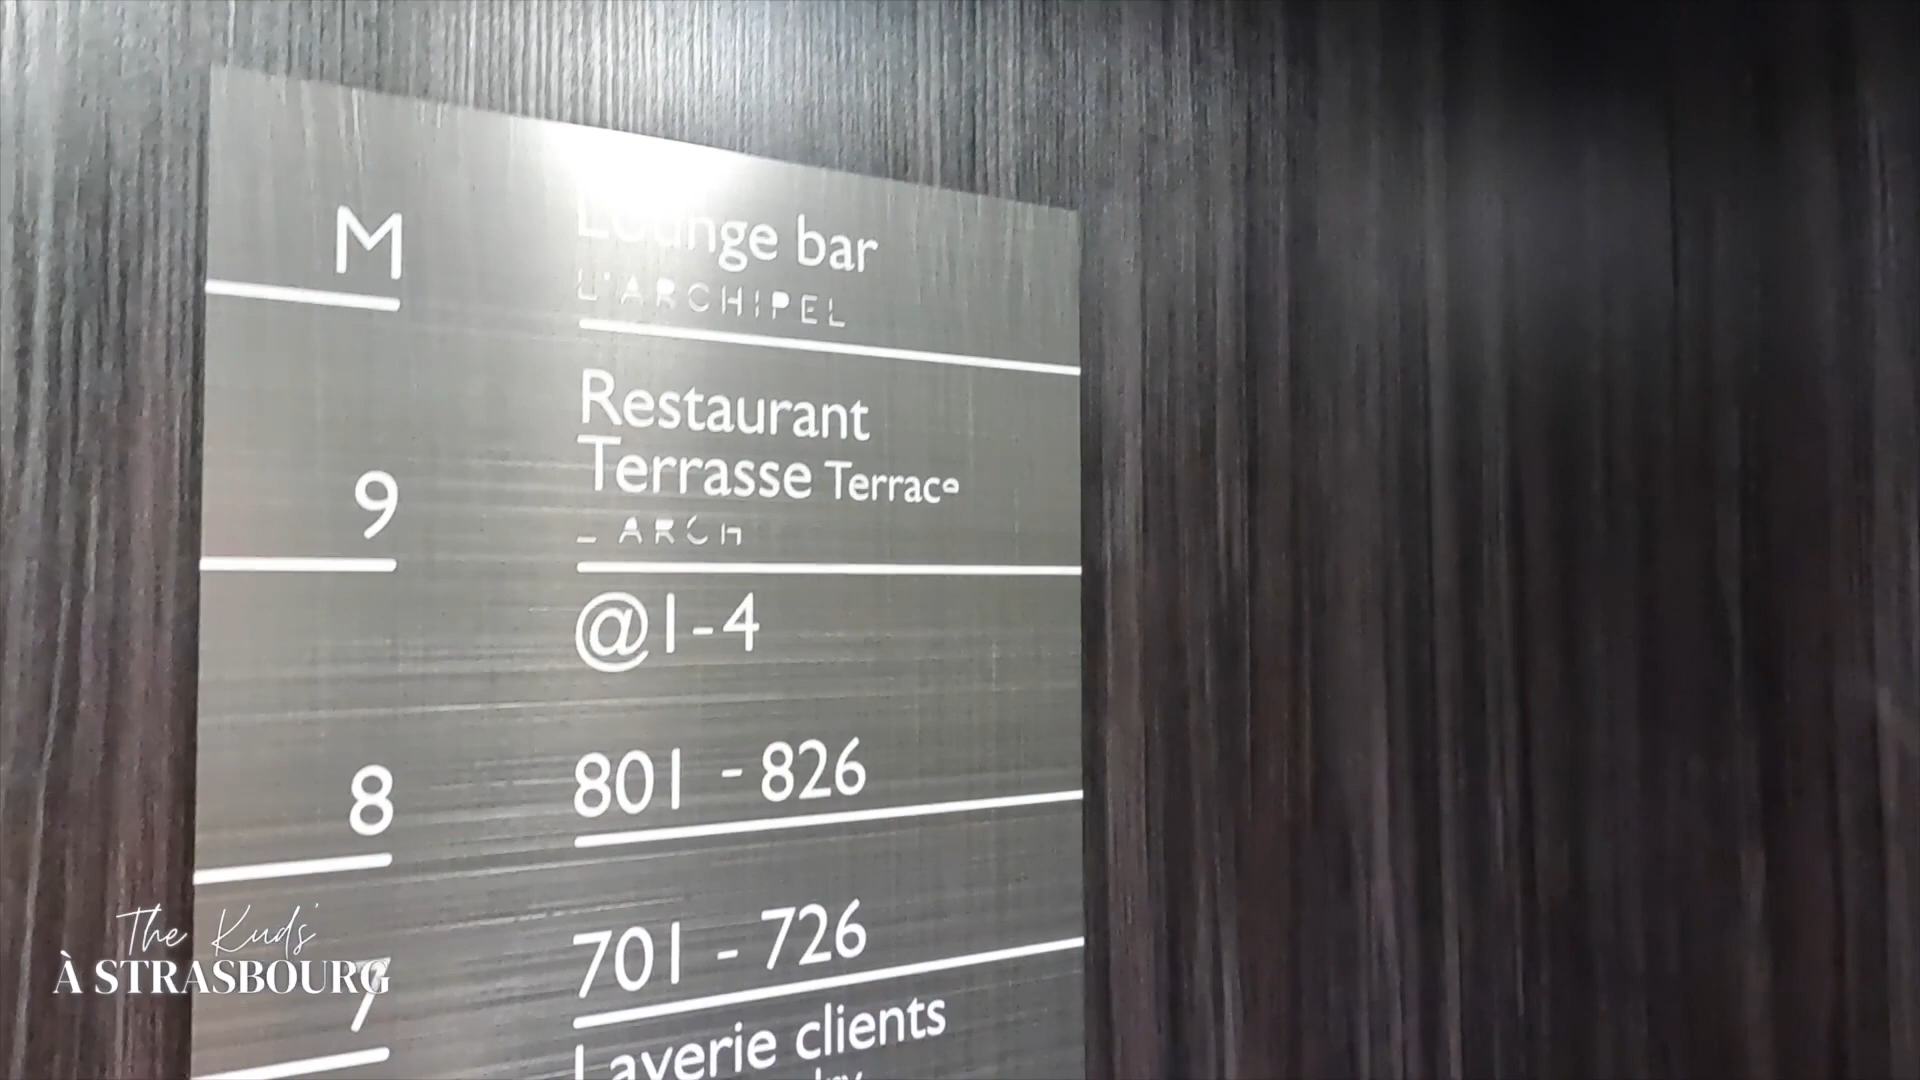 M
Lounge bar
L'ARCHIPEL
Restaurant
Terrasse Terrace
9
@1-4
8
801 - 826
7
701 - 726
Laverie clients
The Kuds'
À STRASBOURG